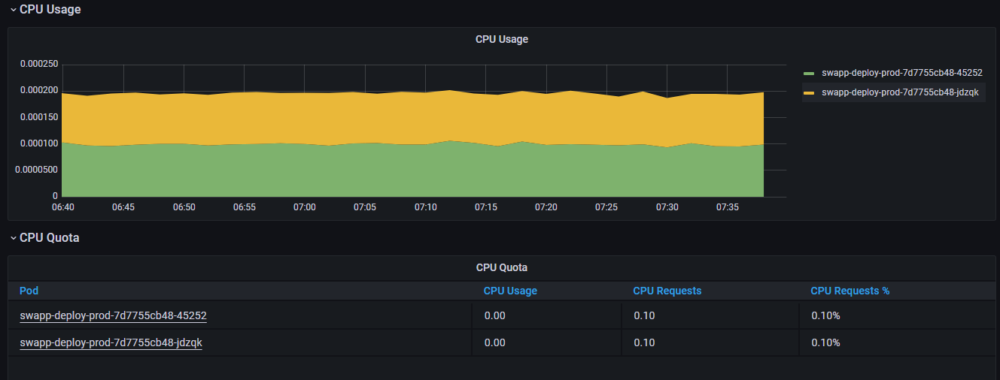 CPU Usage
CPU Usage
0.000250
0.000200
0.000150
0.000100
0.0000500
0
06:40 06:45 06:50 06:55 07:00 07:05 07:10 07:15 07:20 07:25 07:30 07:35
swapp-deploy-prod-7d7755cb48-45252
swapp-deploy-prod-7d7755cb48-jdzqk
CPU Quota
CPU Quota
Pod CPU Usage CPU Requests CPU Requests %
swapp-deploy-prod-7d7755cb48-45252 0.00 0.10 0.10%
swapp-deploy-prod-7d7755cb48-jdzqk 0.00 0.10 0.10%